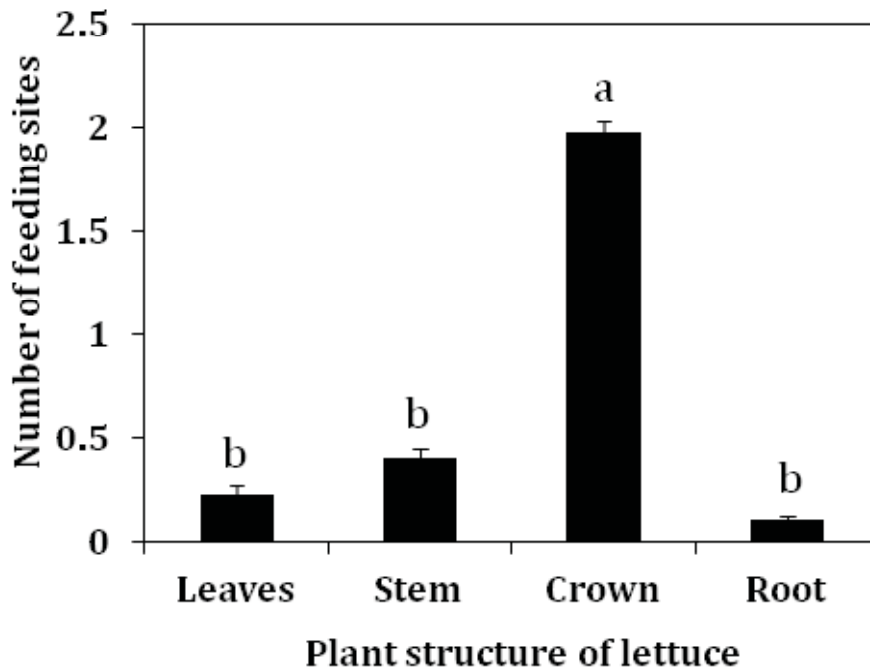 Number of feeding sites
2.5
2
1.5
1
0.5
0
b
b
a
b
Leaves Stem Crown Root
Plant structure of lettuce